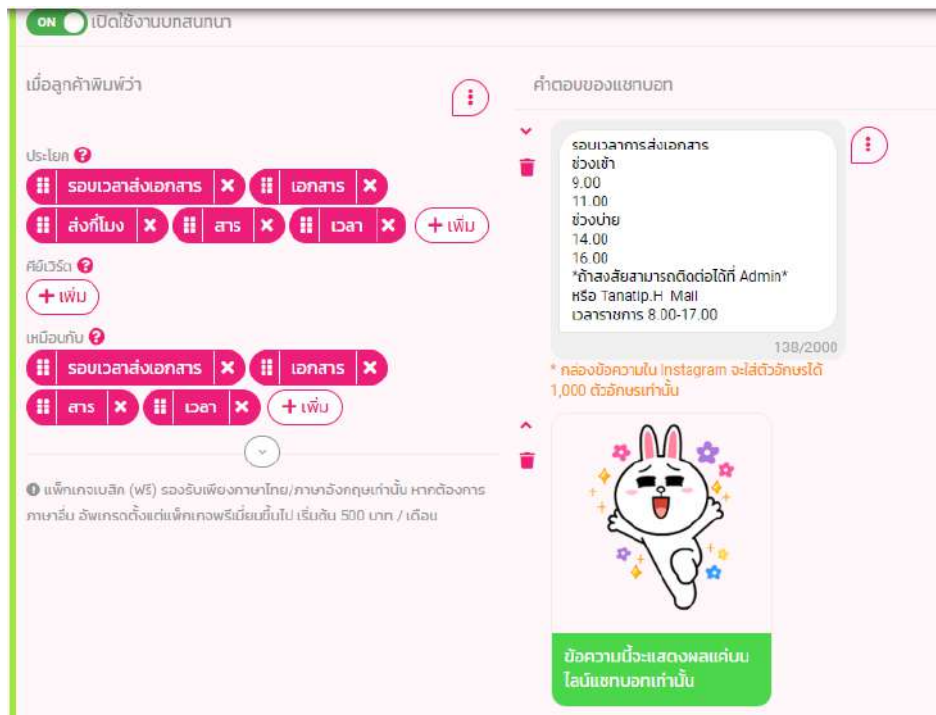 ON เปิดใช้งานบทสนทนา
เมื่อลูกค้าพิมพ์ว่า
ประโยค
รอบเวลาส่งเอกสาร
เอกสาร
ส่งกี่โมง
สาร
เวลา
+ เพิ่ม
คีย์เวิร์ด
+ เพิ่ม
เหมือนกับ
รอบเวลาส่งเอกสาร
เอกสาร
สาร
เวลา
+ เพิ่ม
แพ็กเกจเบสิก (ฟรี) รองรับเพียงภาษาไทย/ภาษาอังกฤษเท่านั้น หากต้องการ
ภาษาอื่น อัพเกรดตั้งแต่แพ็กเกจพรีเมี่ยมขึ้นไป เริ่มต้น 500 บาท / เดือน
คำตอบของแชทบอท
รอบเวลาการส่งเอกสาร
ช่วงเช้า
9.00
11.00
ช่วงบ่าย
14.00
16.00
*ถ้าสงสัยสามารถติดต่อได้ที่ Admin*
หรือ Tanatip.H Mail
เวลาราชการ 8.00-17.00
138/2000
* กล่องข้อความใน Instagram จะใส่ตัวอักษรได้
1,000 ตัวอักษรเท่านั้น
ข้อความนี้จะแสดงผลแค่บน
ไลน์แชทบอทเท่านั้น